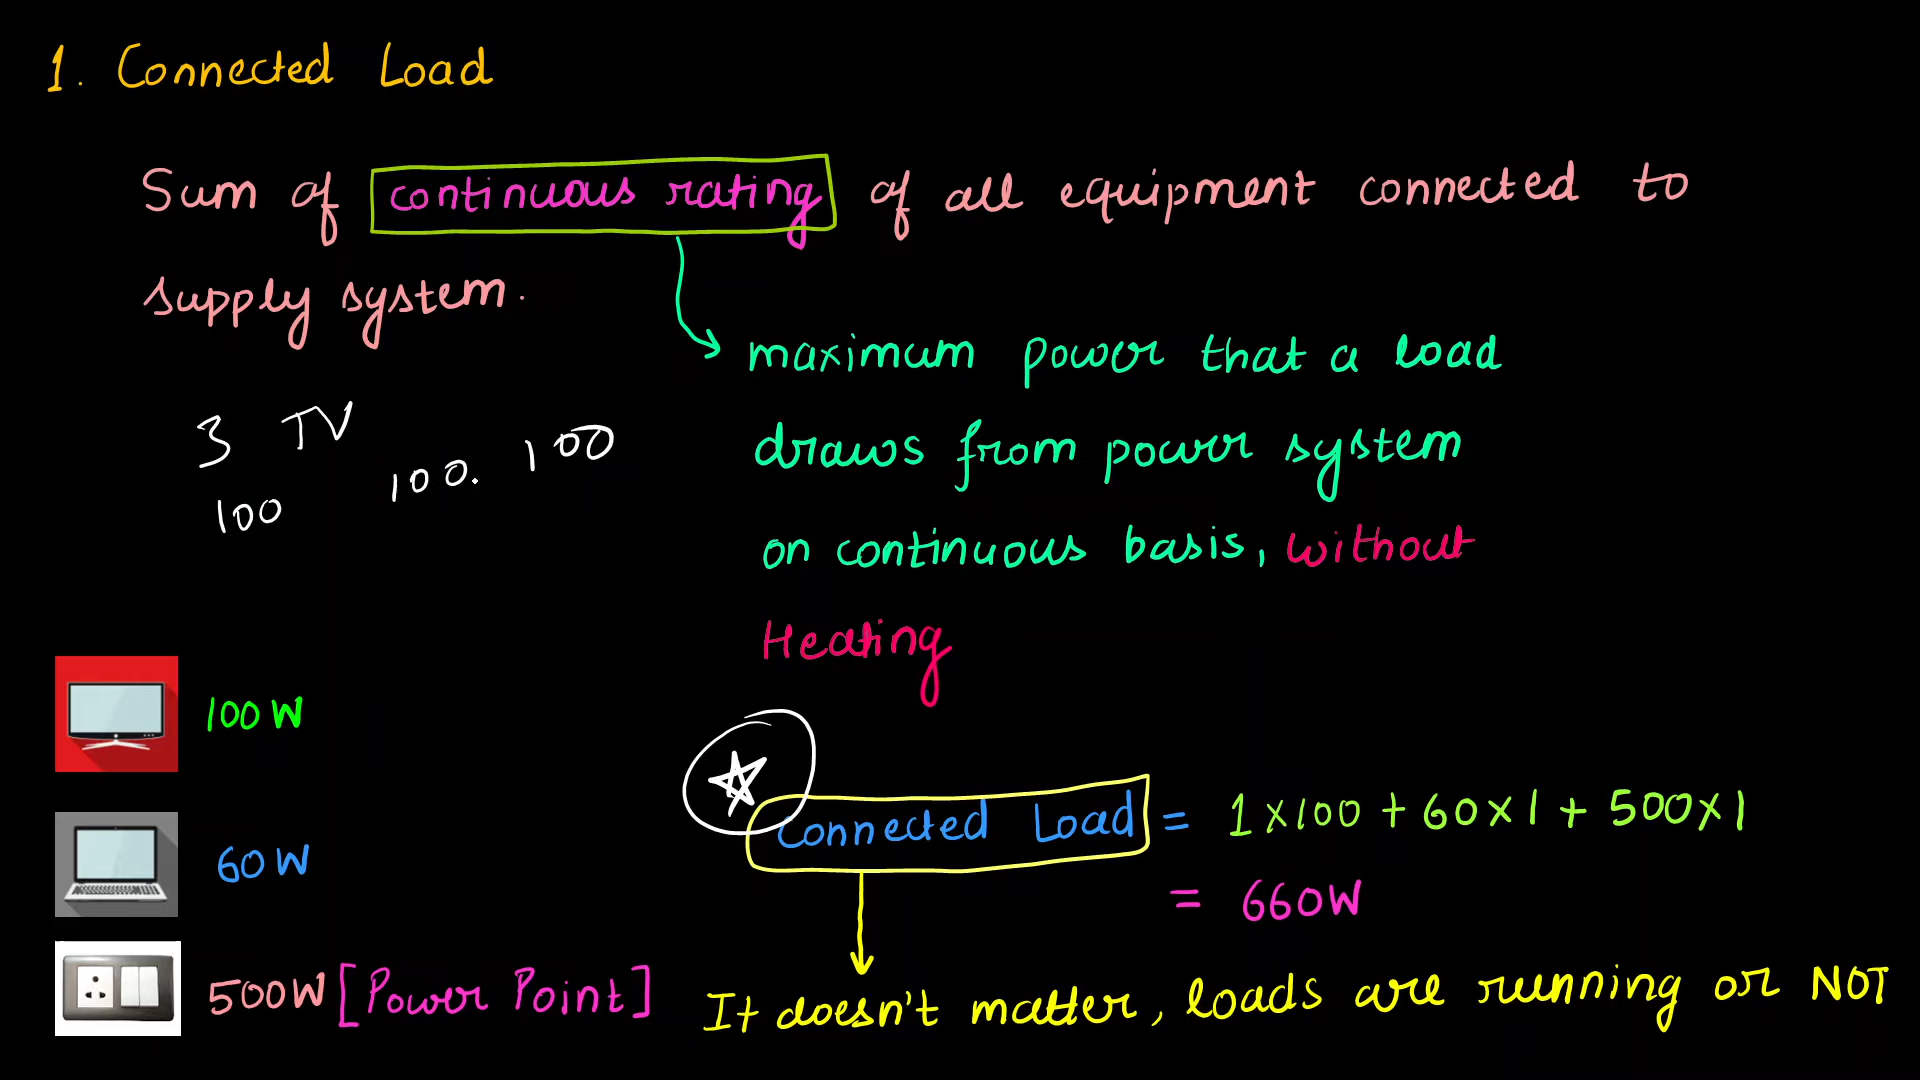 1. Connected Load
Sum of continuous rating of all equipment connected to
supply system.
maximum power that a load
draws from power system
on continuous basis, without
Heating
3 TV
100 100. 100
100W
60W
500W [Power Point]
Connected Load = 1x100 + 60x1 + 500x1
= 660W
It doesn't matter, loads are running or NOT